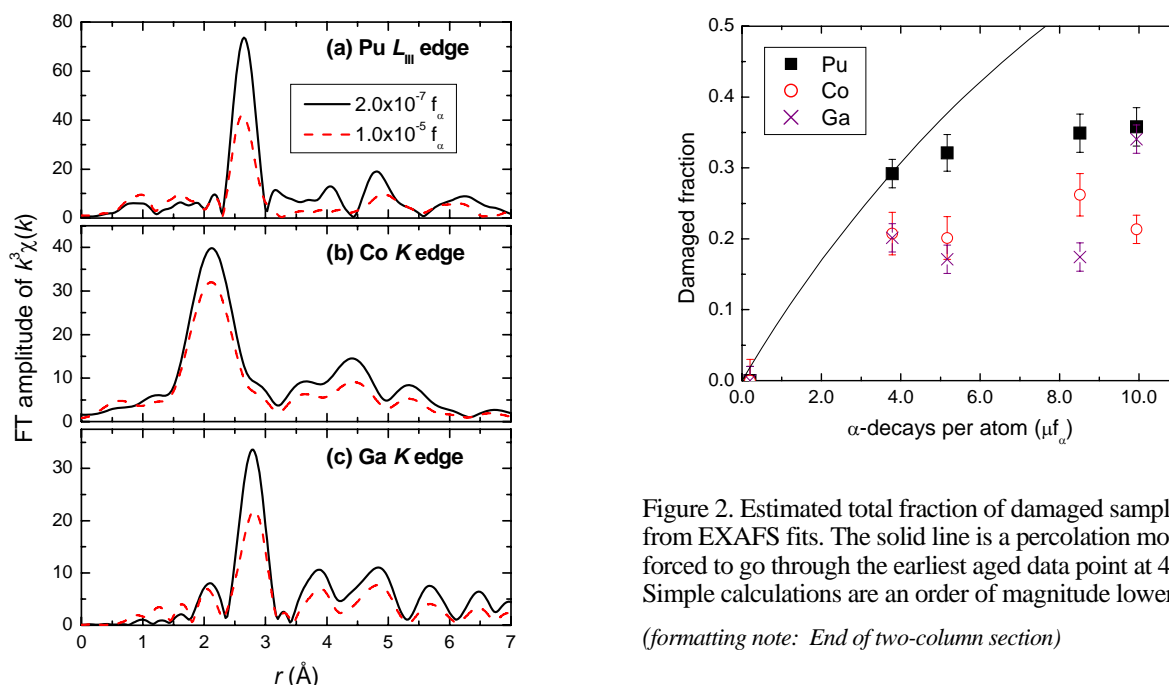 FT amplitude of k³χ(k)
80
60
40
20
0
(a) Pu L_III edge
2.0x10⁻⁷ f_α
1.0x10⁻⁵ f_α
40
30
20
10
0
(b) Co K edge
30
20
10
0
(c) Ga K edge
0 1 2 3 4 5 6 7
r (Å)
Damaged fraction
0.5
0.4
0.3
0.2
0.1
0.0
Pu
Co
Ga
0.0 2.0 4.0 6.0 8.0 10.0
α-decays per atom (μf_α)
Figure 2. Estimated total fraction of damaged sampl
from EXAFS fits. The solid line is a percolation mo
forced to go through the earliest aged data point at 4
Simple calculations are an order of magnitude lower
(formatting note: End of two-column section)